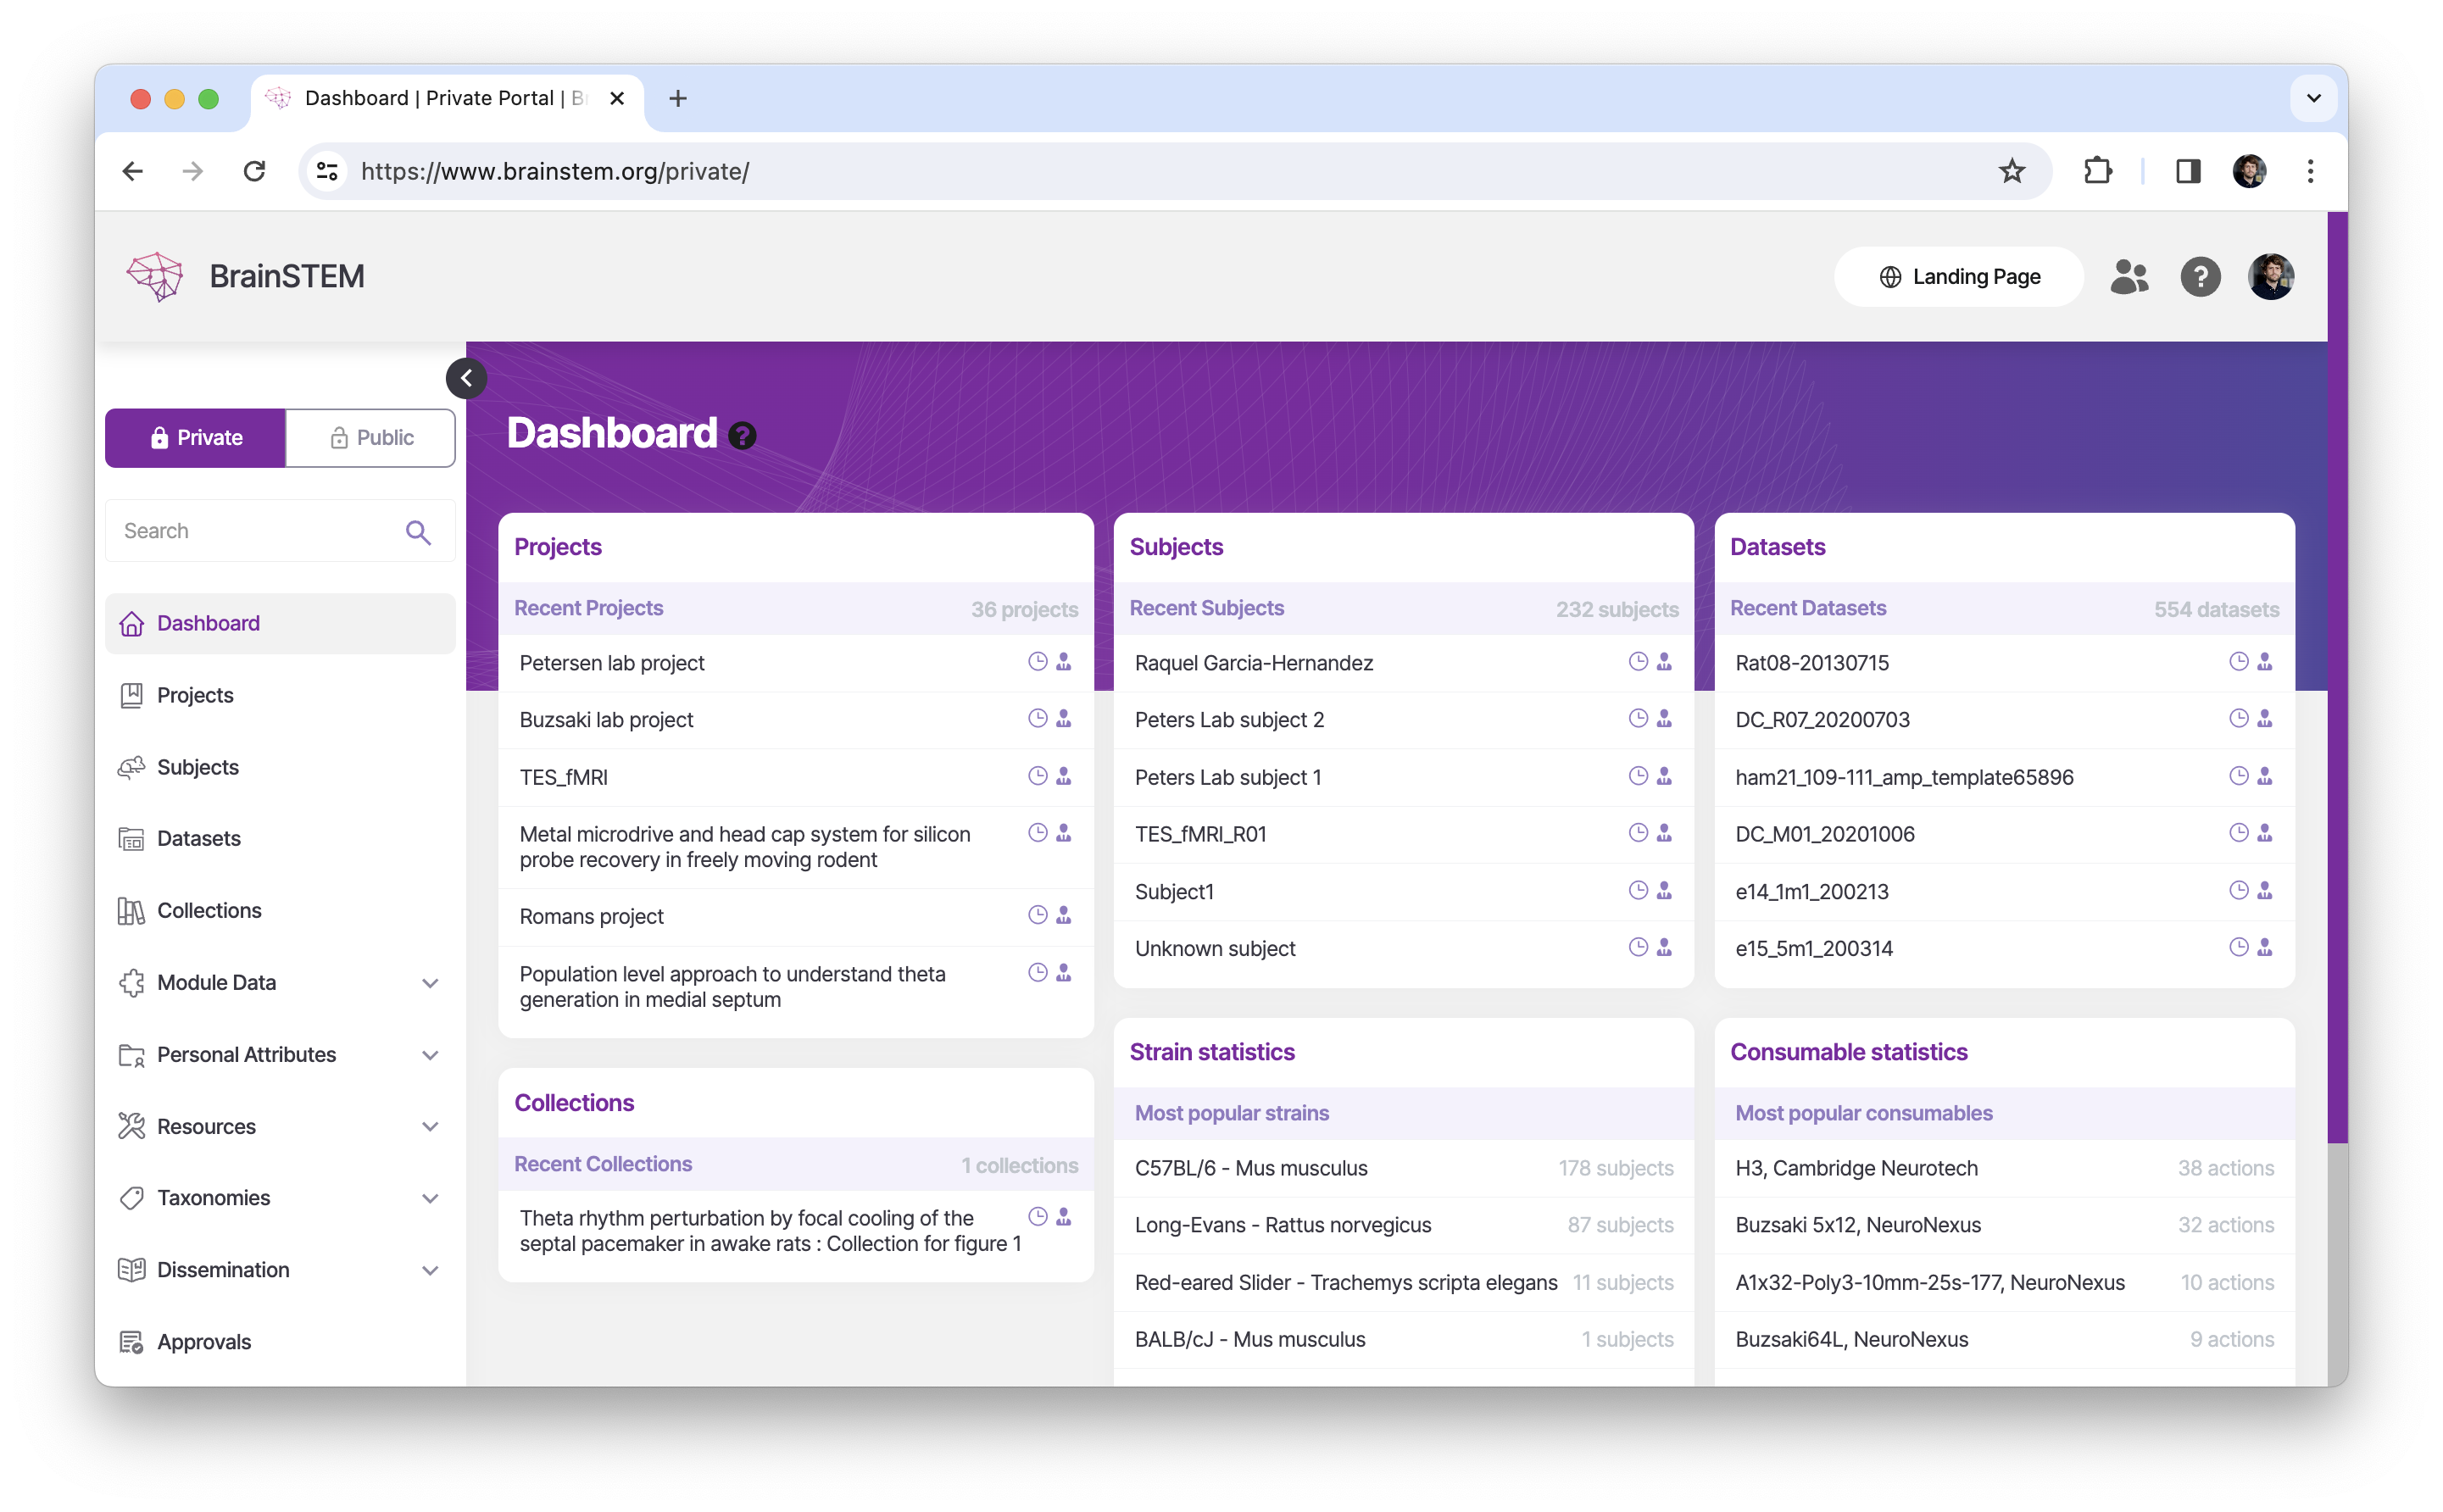 Dashboard | Private Portal |
https://www.brainstem.org/private/
BrainSTEM
Landing Page
Private
Public
Search
Dashboard
Projects
Subjects
Datasets
Collections
Module Data
Personal Attributes
Resources
Taxonomies
Dissemination
Approvals
Dashboard
Projects
Recent Projects 36 projects
Petersen lab project
Buzsaki lab project
TES_fMRI
Metal microdrive and head cap system for silicon
probe recovery in freely moving rodent
Romans project
Population level approach to understand theta
generation in medial septum
Collections
Recent Collections 1 collections
Theta rhythm perturbation by focal cooling of the
septal pacemaker in awake rats : Collection for figure 1
Subjects
Recent Subjects 232 subjects
Raquel Garcia-Hernandez
Peters Lab subject 2
Peters Lab subject 1
TES_fMRI_R01
Subject1
Unknown subject
Strain statistics
Most popular strains
C57BL/6 - Mus musculus 178 subjects
Long-Evans - Rattus norvegicus 87 subjects
Red-eared Slider - Trachemys scripta elegans 11 subjects
BALB/cJ - Mus musculus 1 subjects
Datasets
Recent Datasets 554 datasets
Rat08-20130715
DC_R07_20200703
ham21_109-111_amp_template65896
DC_M01_20201006
e14_1m1_200213
e15_5m1_200314
Consumable statistics
Most popular consumables
H3, Cambridge Neurotech 38 actions
Buzsaki 5x12, NeuroNexus 32 actions
A1x32-Poly3-10mm-25s-177, NeuroNexus 10 actions
Buzsaki64L, NeuroNexus 9 actions